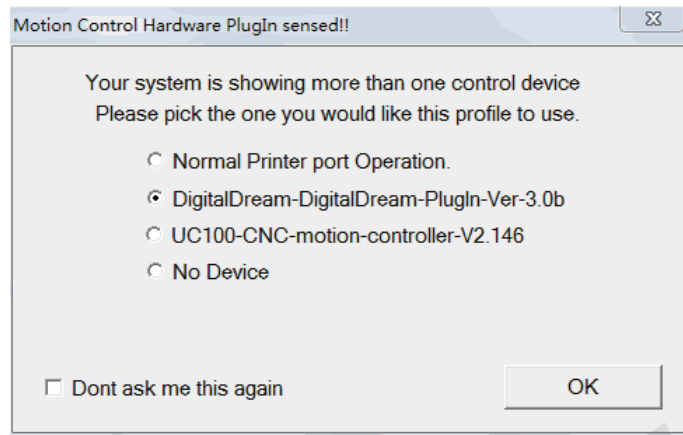 Motion Control Hardware PlugIn sensed!!
Your system is showing more than one control device
Please pick the one you would like this profile to use.
Normal Printer port Operation.
DigitalDream-DigitalDream-PlugIn-Ver-3.0b
UC100-CNC-motion-controller-V2.146
No Device
Dont ask me this again
OK